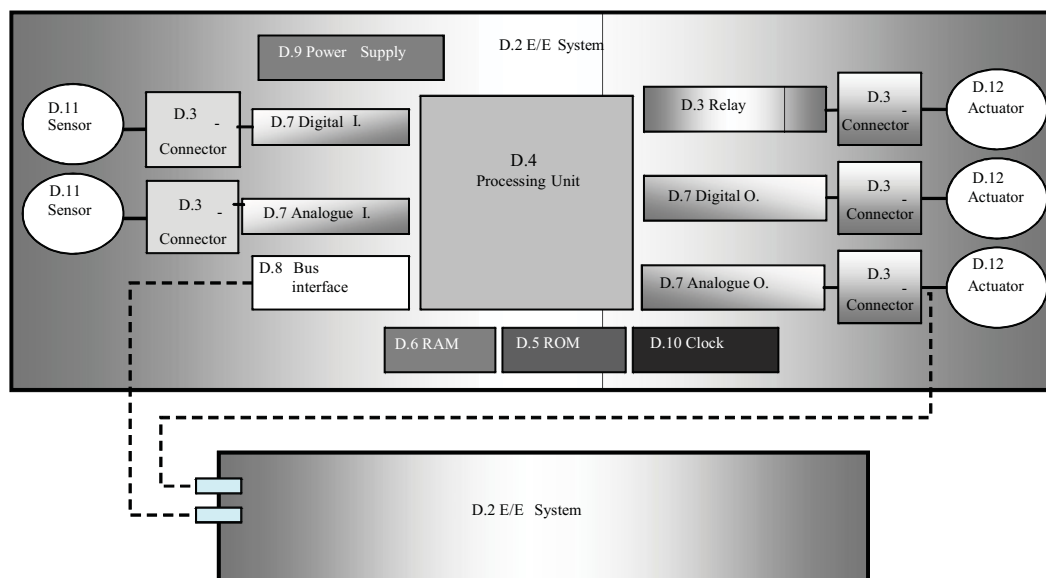 D.2 E/E System
D.9 Power Supply
D.11
Sensor
D.3 -
Connector
D.7 Digital I.
D.11
Sensor
D.3 -
Connector
D.7 Analogue I.
D.8 Bus
interface
D.4
Processing Unit
D.3 Relay
D.3
- Connector
D.12
Actuator
D.7 Digital O.
D.3
- Connector
D.12
Actuator
D.7 Analogue O.
D.3
- Connector
D.12
Actuator
D.6 RAM
D.5 ROM
D.10 Clock
D.2 E/E System